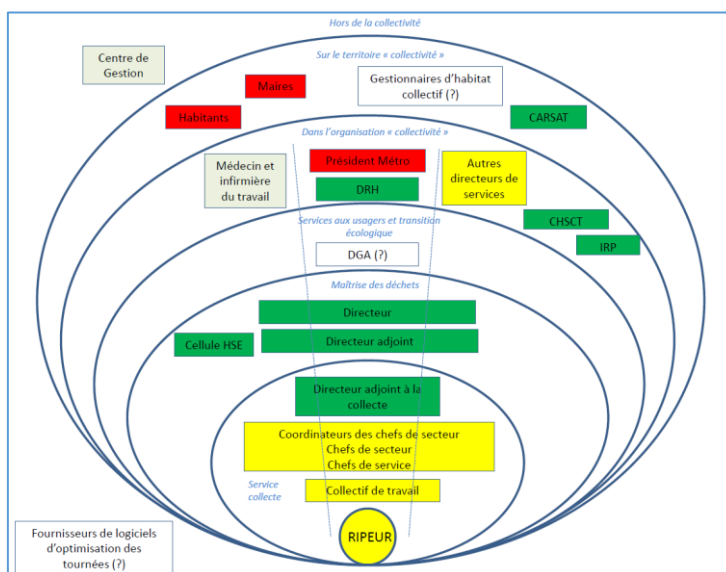 Hors de la collectivité
Centre de
Gestion
Sur le territoire « collectivité »
Maires
Gestionnaires d'habitat
collectif (?)
Habitants
CARSAT
Dans l'organisation « collectivité »
Médecin et
infirmière
du travail
Président Métro
DRH
Autres
directeurs de
services
CHSCT
IRP
Services aux usagers et transition
écologique
DGA (?)
Maîtrise des déchets
Directeur
Cellule HSE
Directeur adjoint
Directeur adjoint à la
collecte
Coordinateurs des chefs de secteur
Chefs de secteur
Chefs de service
Service
collecte
Collectif de travail
RIPEUR
Fournisseurs de logiciels
d'optimisation des
tournées (?)